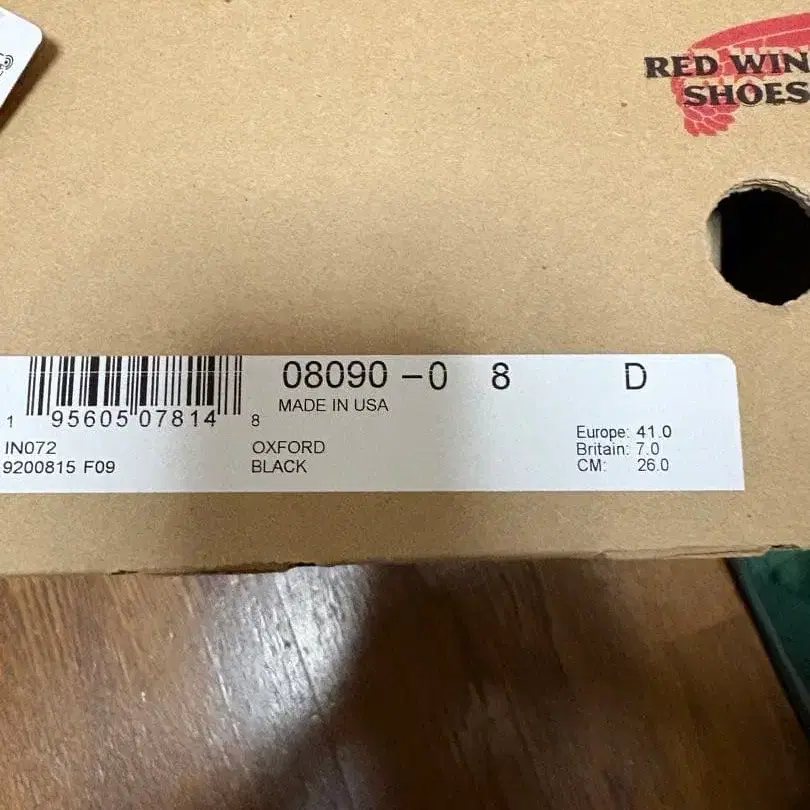 RED WIN
SHOES
08090 -0 8 D
MADE IN USA
1 95605 07814 8
IN072
9200815 F09
OXFORD
BLACK
Europe: 41.0
Britain: 7.0
CM: 26.0